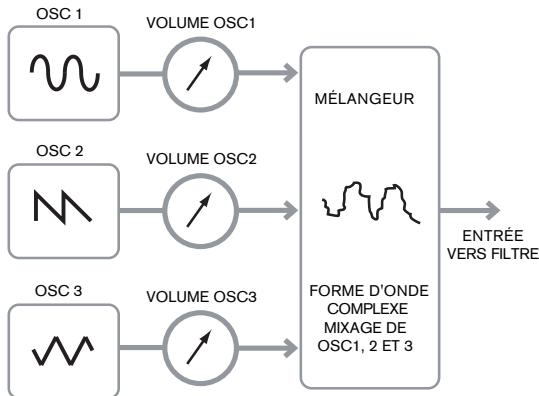 OSC 1
VOLUME OSC1
MÉLANGEUR
OSC 2
VOLUME OSC2
ENTRÉE
VERS FILTRE
OSC 3
VOLUME OSC3
FORME D'ONDE
COMPLEXE
MIXAGE DE
OSC1, 2 ET 3